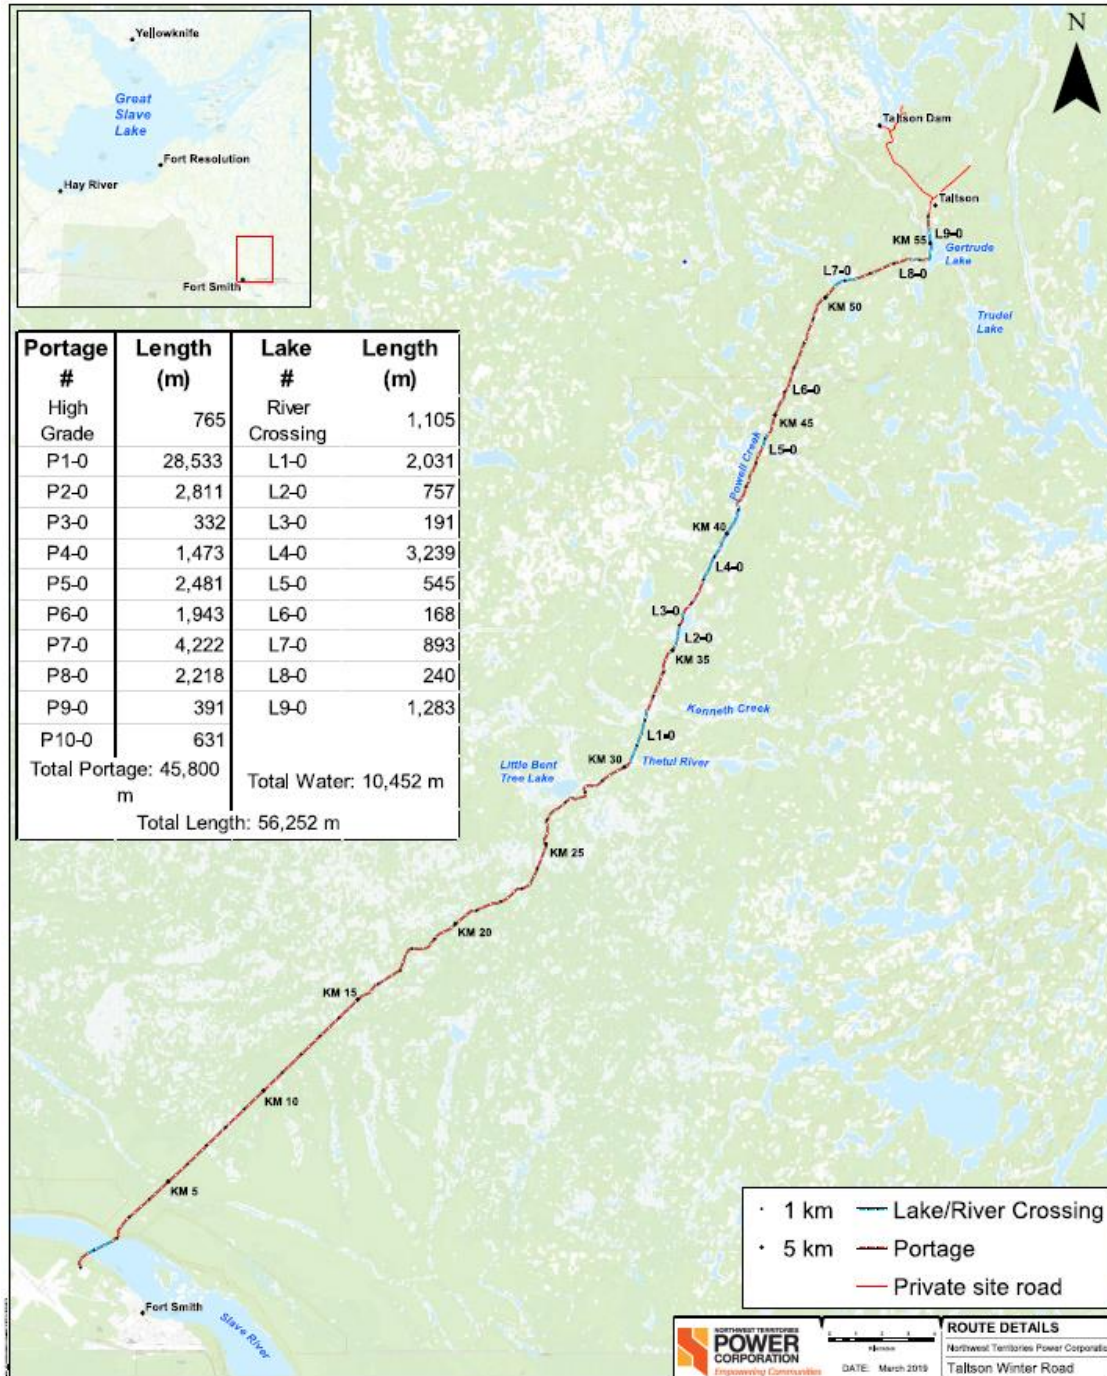 N
Yellowknife
Great
Slave
Lake
Fort Resolution
Hay River
Fort Smith
Taltson Dam
Taltson
L9-0
KM 55
Gertrude
Lake
L8-0
L7-0
KM 50
Trudel
Lake
L6-0
KM 45
Powell Creek
L5-0
KM 40
L4-0
L3-0
L2-0
KM 35
Kenneth Creek
L1-0
Thetul River
KM 30
Little Bent
Tree Lake
KM 25
KM 20
KM 15
KM 10
KM 5
Fort Smith
Slave River
Portage # Length (m) Lake # Length (m)
High Grade 765 River Crossing 1,105
P1-0 28,533 L1-0 2,031
P2-0 2,811 L2-0 757
P3-0 332 L3-0 191
P4-0 1,473 L4-0 3,239
P5-0 2,481 L5-0 545
P6-0 1,943 L6-0 168
P7-0 4,222 L7-0 893
P8-0 2,218 L8-0 240
P9-0 391 L9-0 1,283
P10-0 631
Total Portage: 45,800 m Total Water: 10,452 m
Total Length: 56,252 m
1 km Lake/River Crossing
5 km Portage
Private site road
NORTHWEST TERRITORIES
POWER
CORPORATION
Empowering Communities
DATE: March 2019
ROUTE DETAILS
Northwest Territories Power Corporatio
Taltson Winter Road